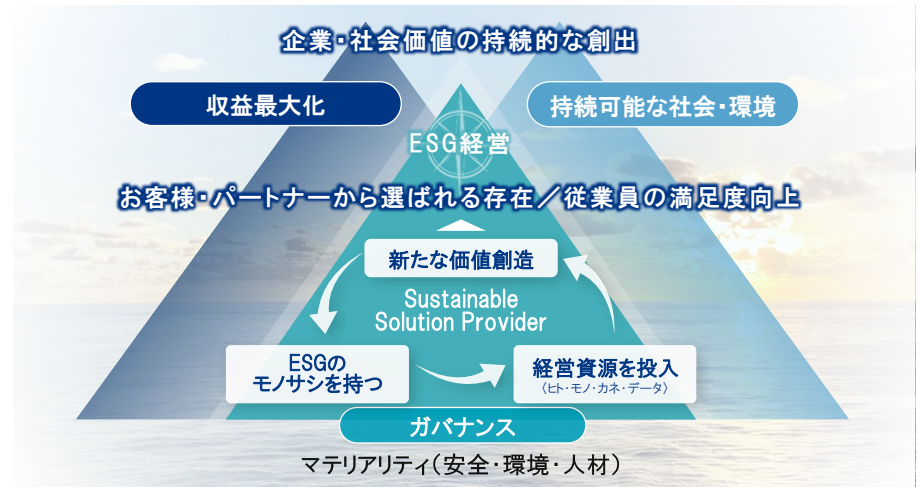 企業・社会価値の持続的な創出
収益最大化
持続可能な社会・環境
ESG経営
お客様・パートナーから選ばれる存在／従業員の満足度向上
新たな価値創造
Sustainable
Solution Provider
ESGの
モノサシを持つ
経営資源を投入
〈ヒト・モノ・カネ・データ〉
ガバナンス
マテリアリティ（安全・環境・人材）